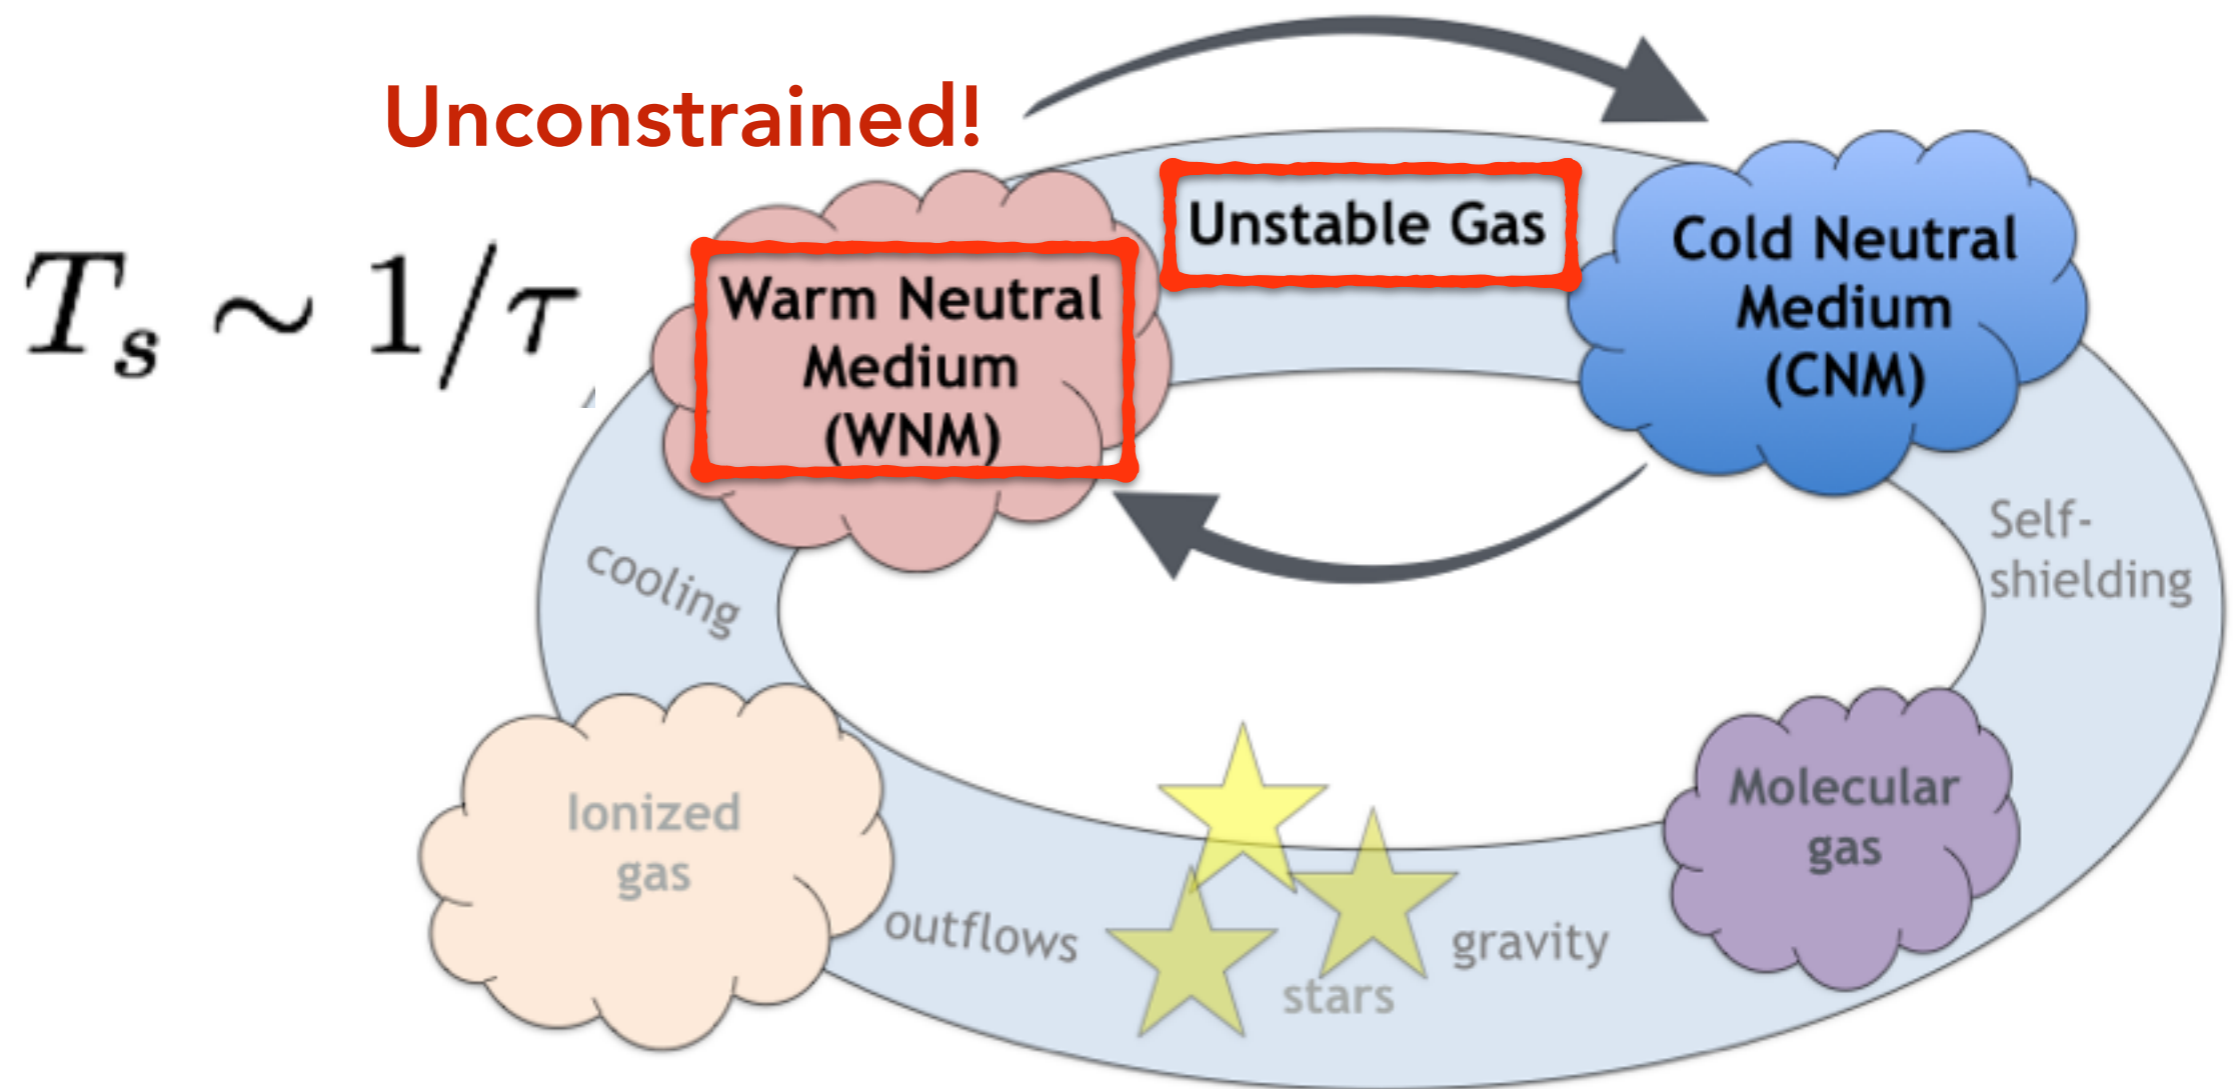 Unconstrained!
T_s ~ 1/τ
Unstable Gas
Warm Neutral
Medium
(WNM)
Cold Neutral
Medium
(CNM)
Self-
shielding
cooling
Ionized
gas
Molecular
gas
outflows
gravity
stars